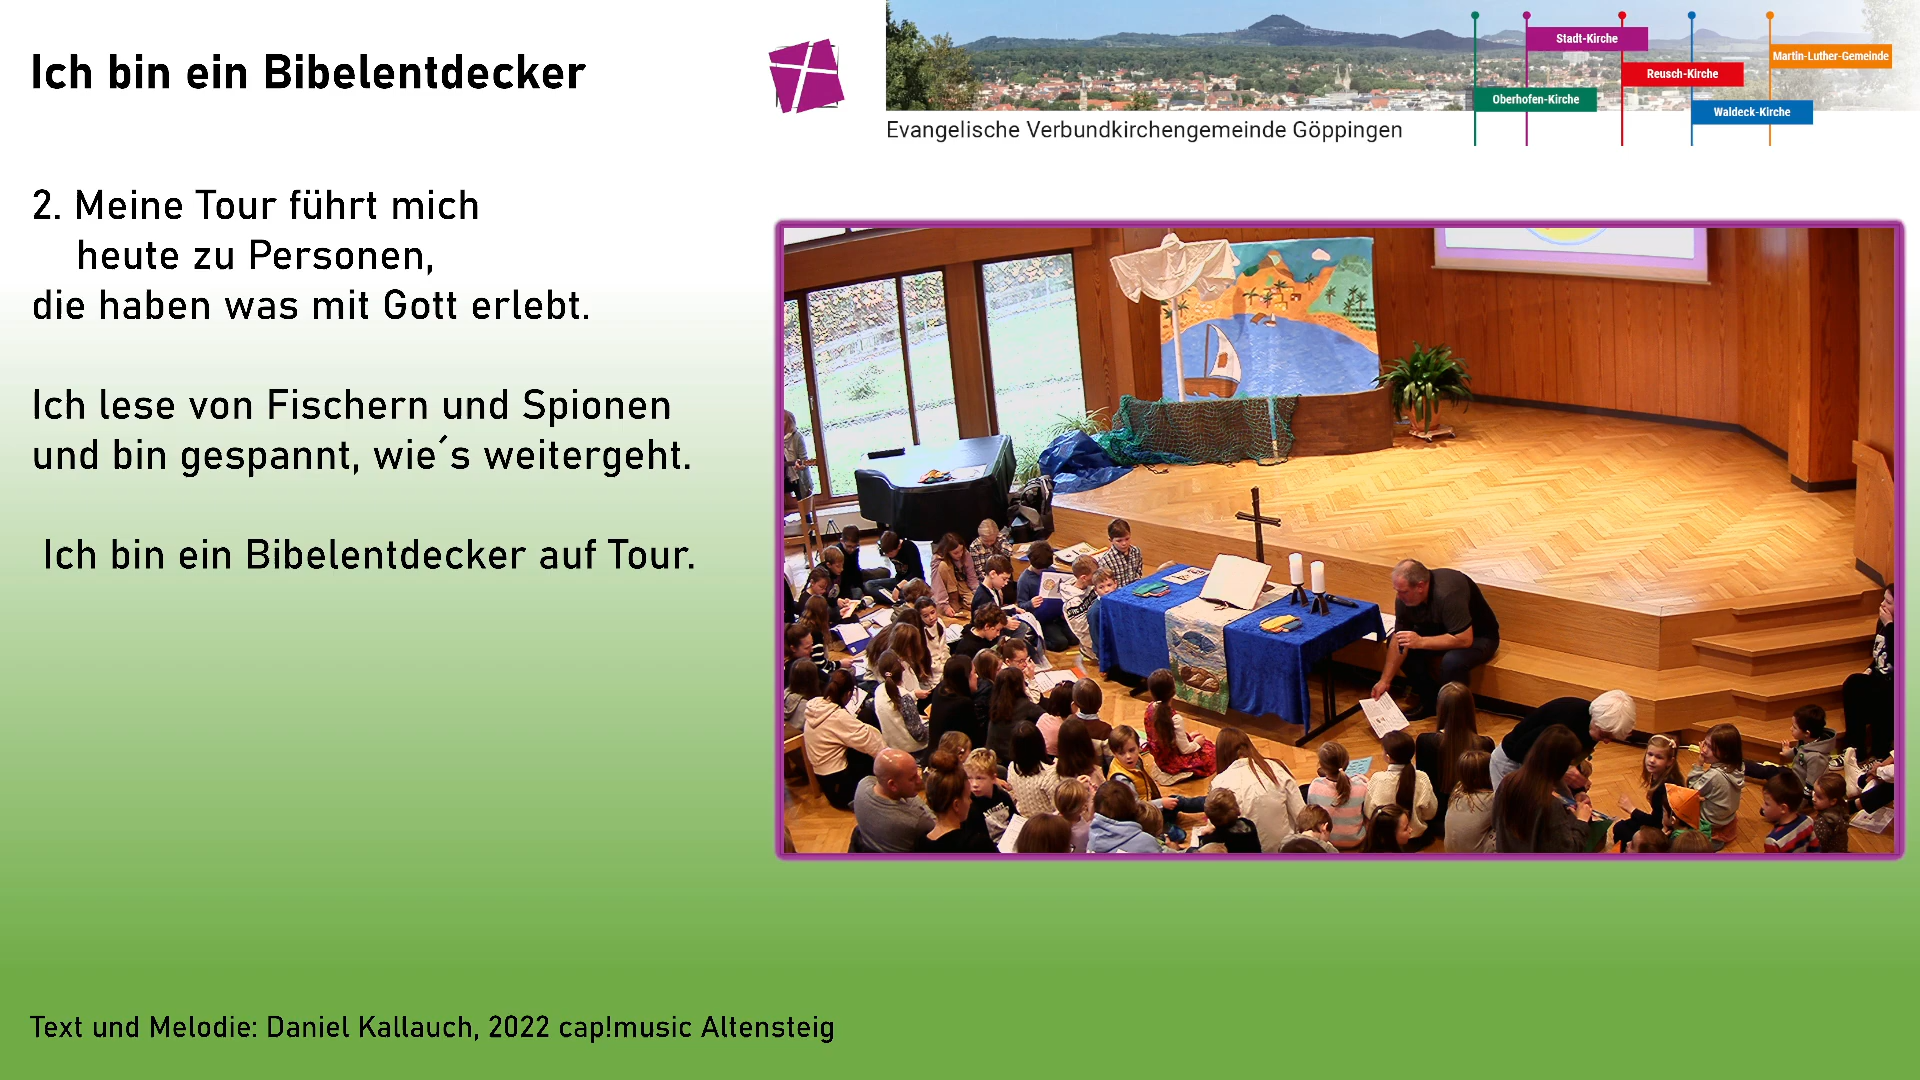 Ich bin ein Bibelentdecker
Stadt-Kirche
Martin-Luther-Gemeinde
Reusch-Kirche
Oberhofen-Kirche
Waldeck-Kirche
Evangelische Verbundkirchengemeinde Göppingen
2. Meine Tour führt mich
heute zu Personen,
die haben was mit Gott erlebt.
Ich lese von Fischern und Spionen
und bin gespannt, wie´s weitergeht.
Ich bin ein Bibelentdecker auf Tour.
Text und Melodie: Daniel Kallauch, 2022 cap!music Altensteig